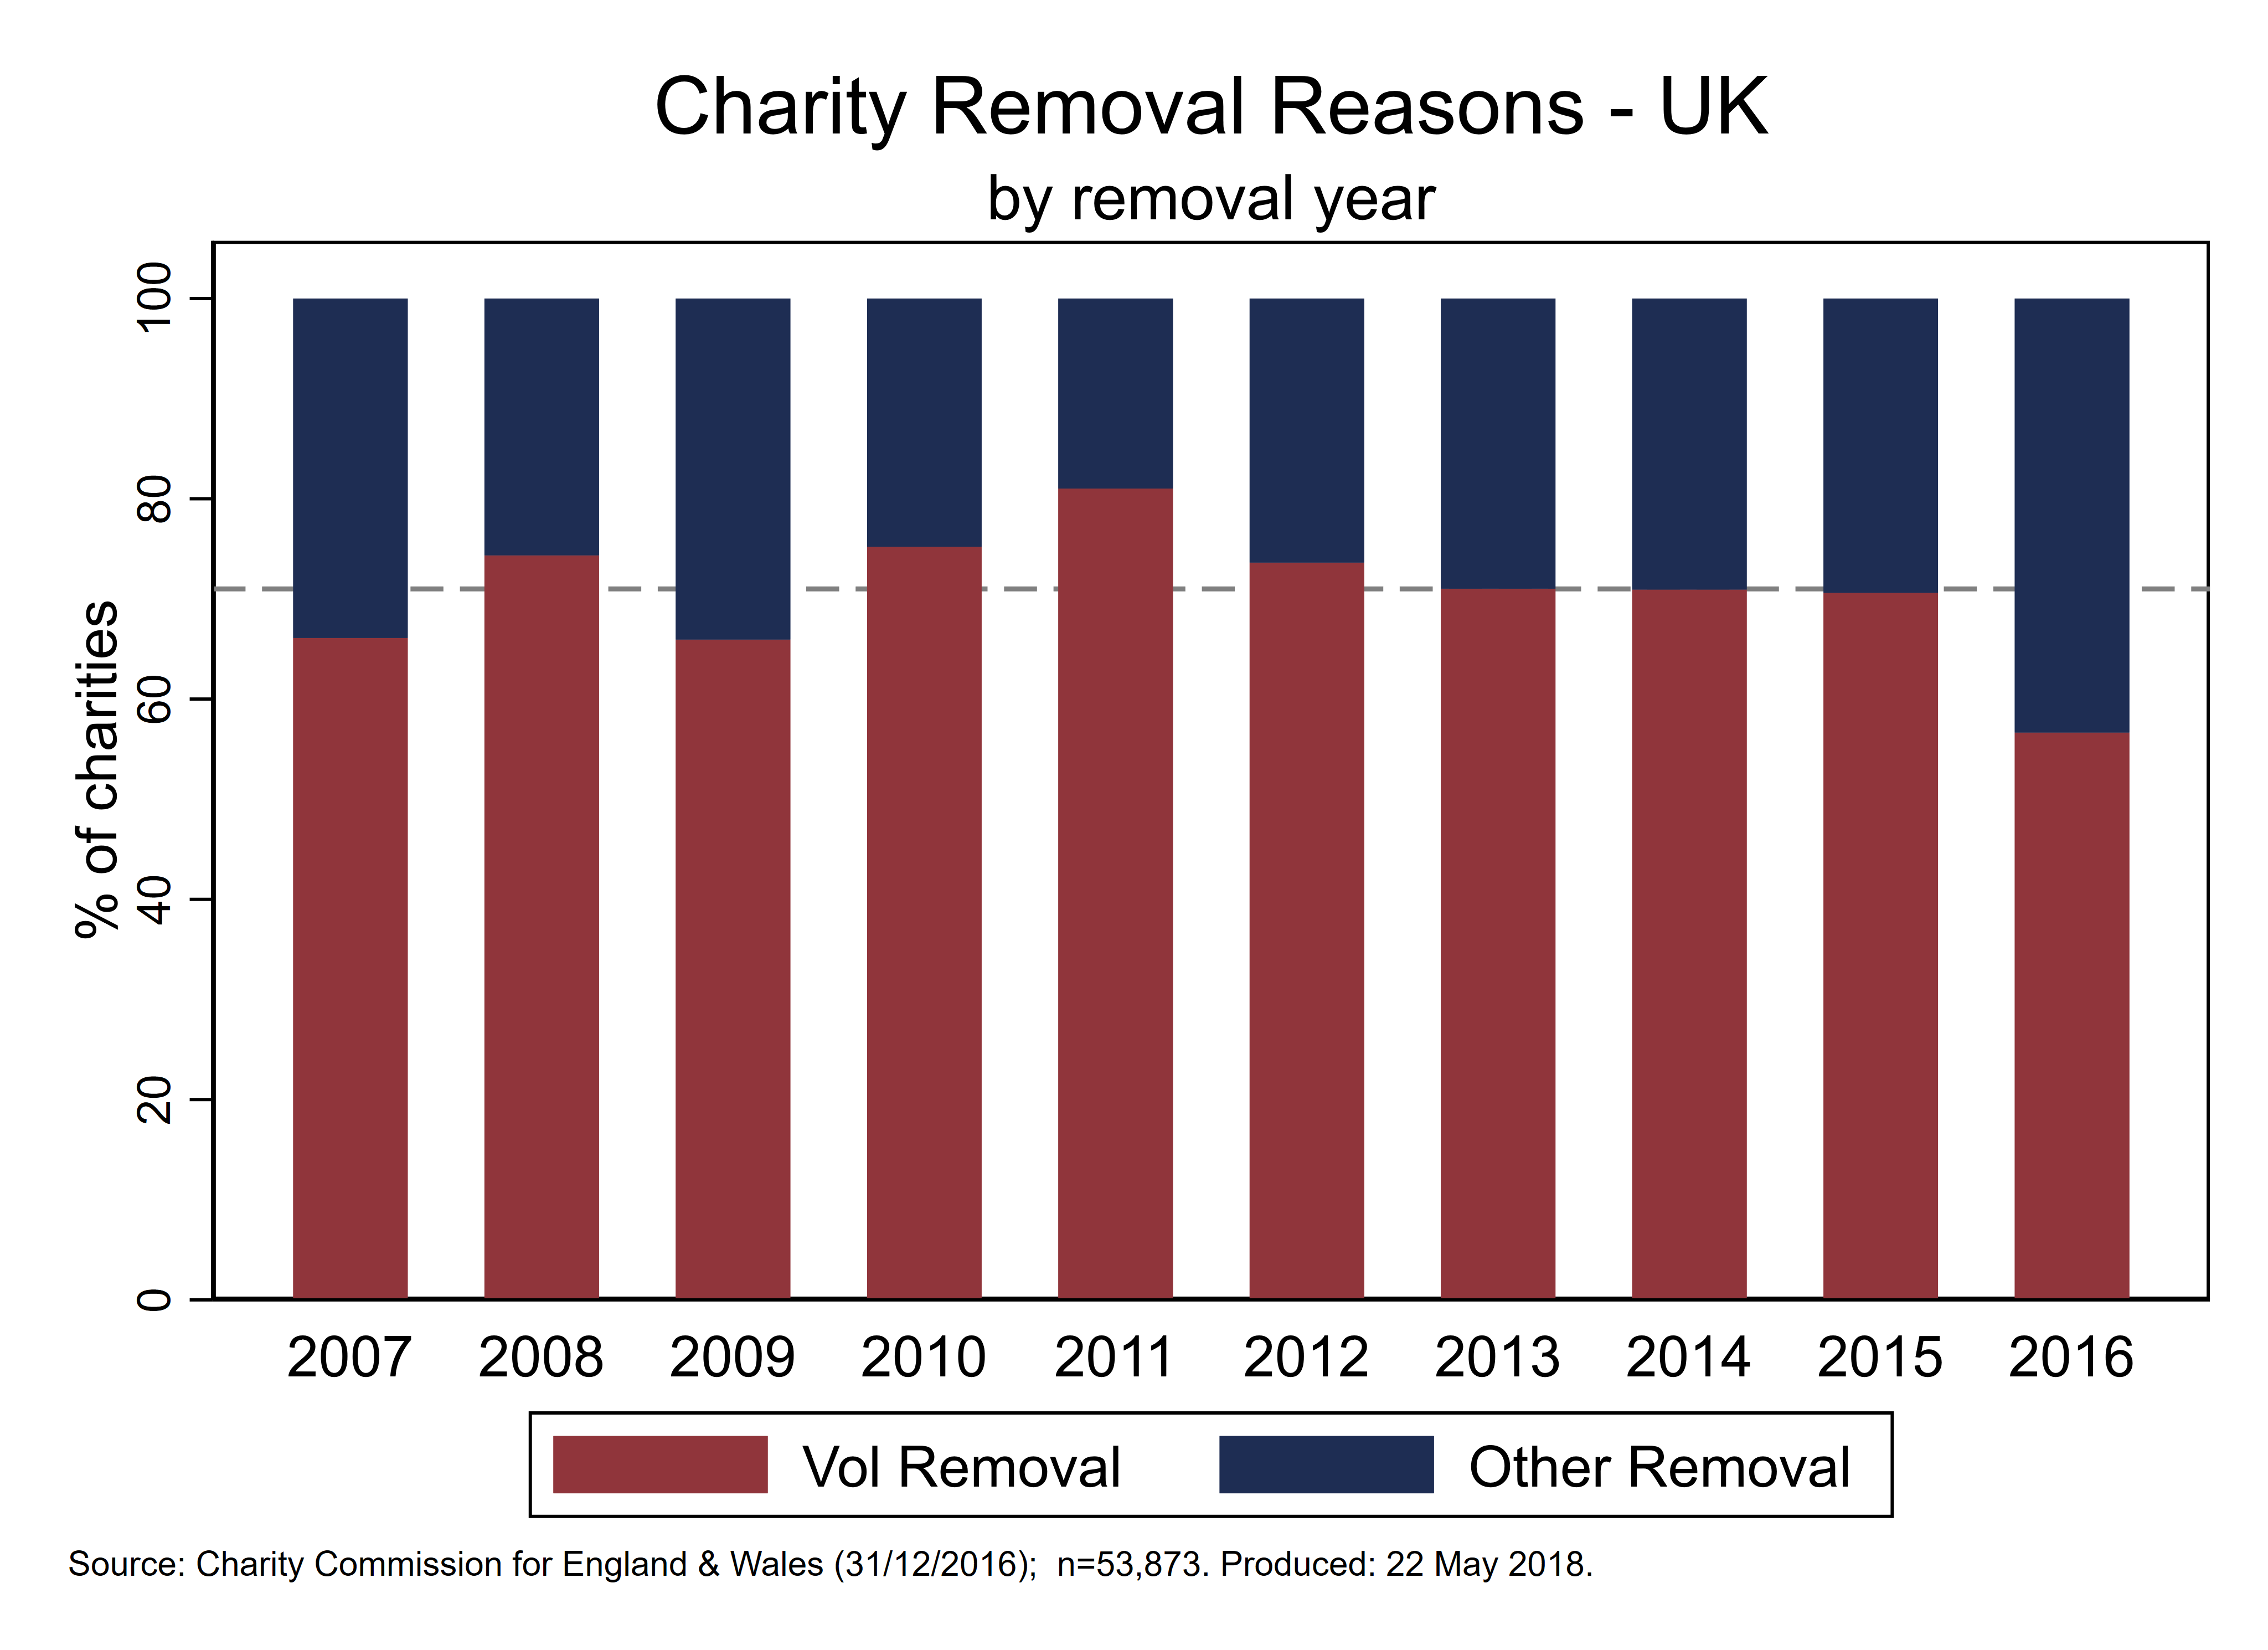 Charity Removal Reasons - UK
by removal year
% of charities
100
80
60
40
20
0
2007 2008 2009 2010 2011 2012 2013 2014 2015 2016
Vol Removal Other Removal
Source: Charity Commission for England & Wales (31/12/2016);  n=53,873. Produced: 22 May 2018.